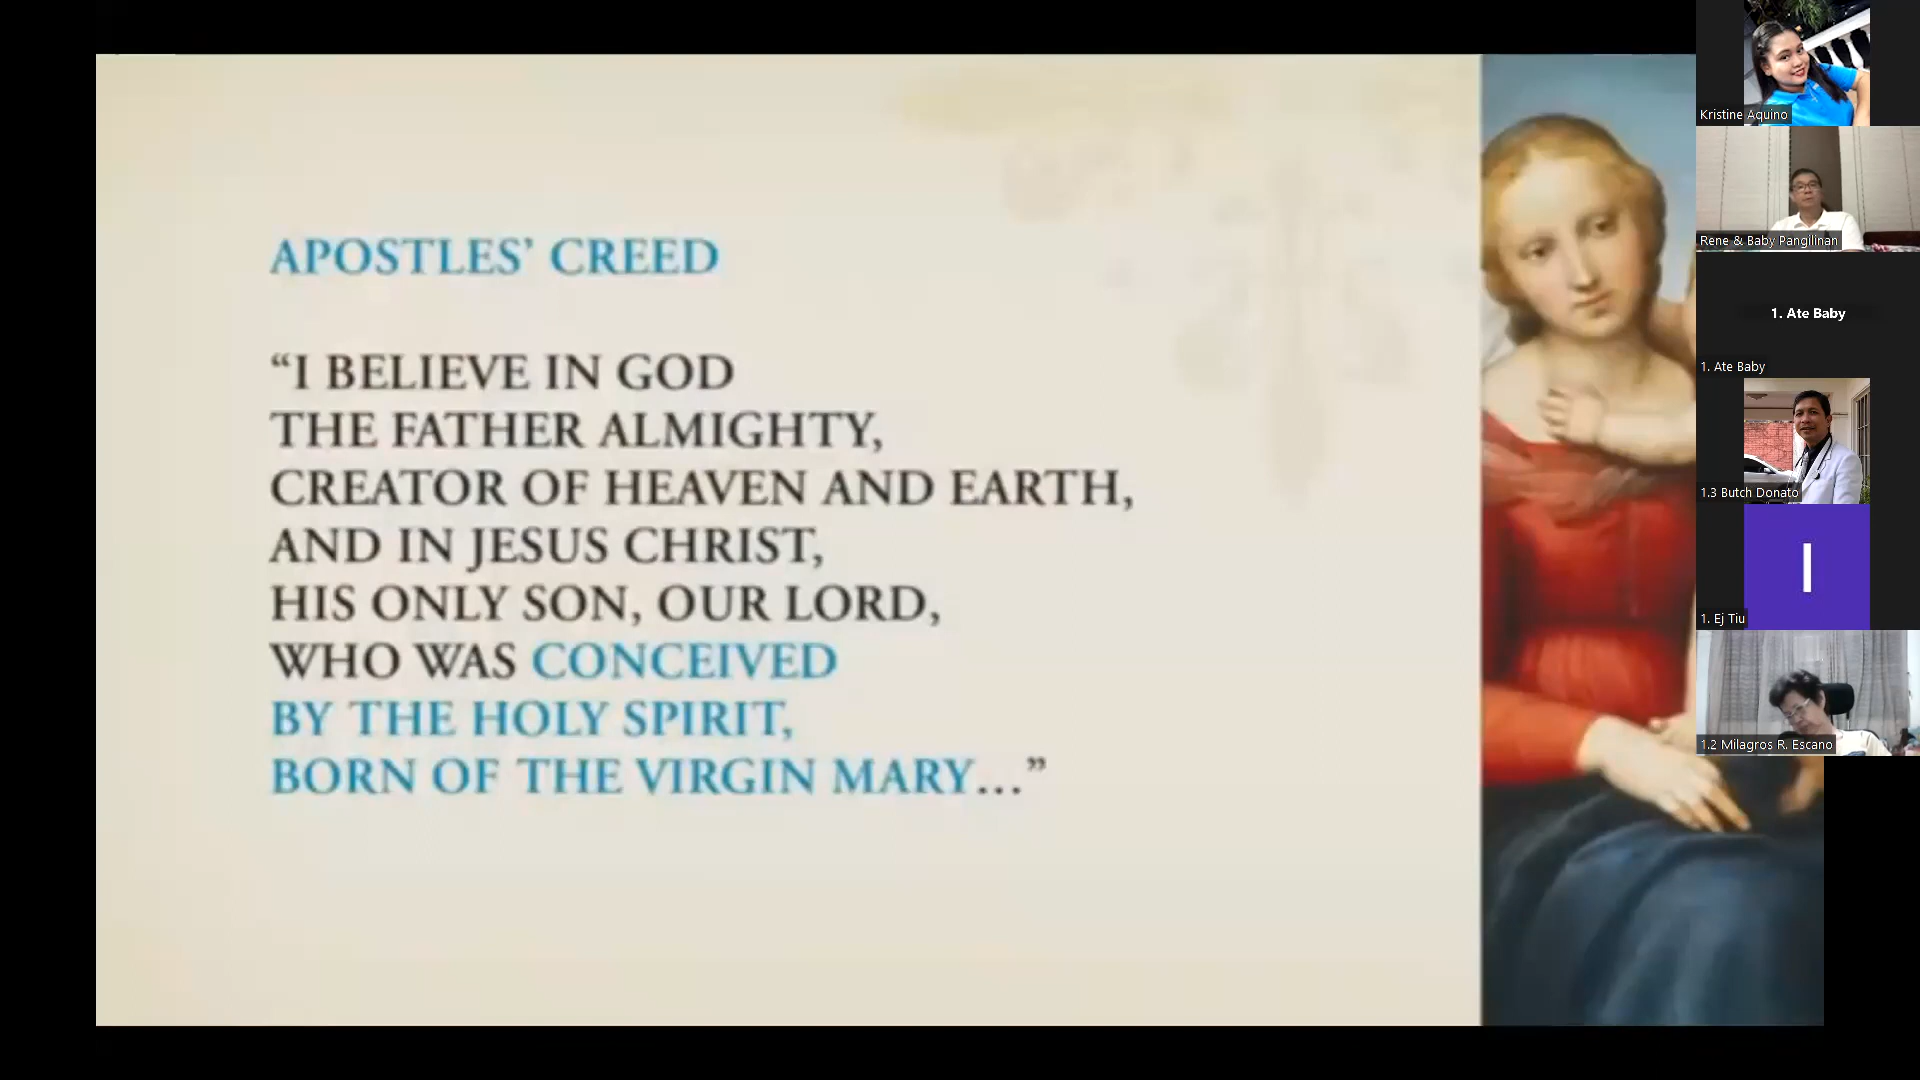 APOSTLES’ CREED
“I BELIEVE IN GOD
THE FATHER ALMIGHTY,
CREATOR OF HEAVEN AND EARTH,
AND IN JESUS CHRIST,
HIS ONLY SON, OUR LORD,
WHO WAS CONCEIVED
BY THE HOLY SPIRIT,
BORN OF THE VIRGIN MARY...”
Kristine Aquino
Rene & Baby Pangilinan
1. Ate Baby
1. Ate Baby
1.3 Butch Donato
I
1. Ej Tiu
1.2 Milagros R. Escano